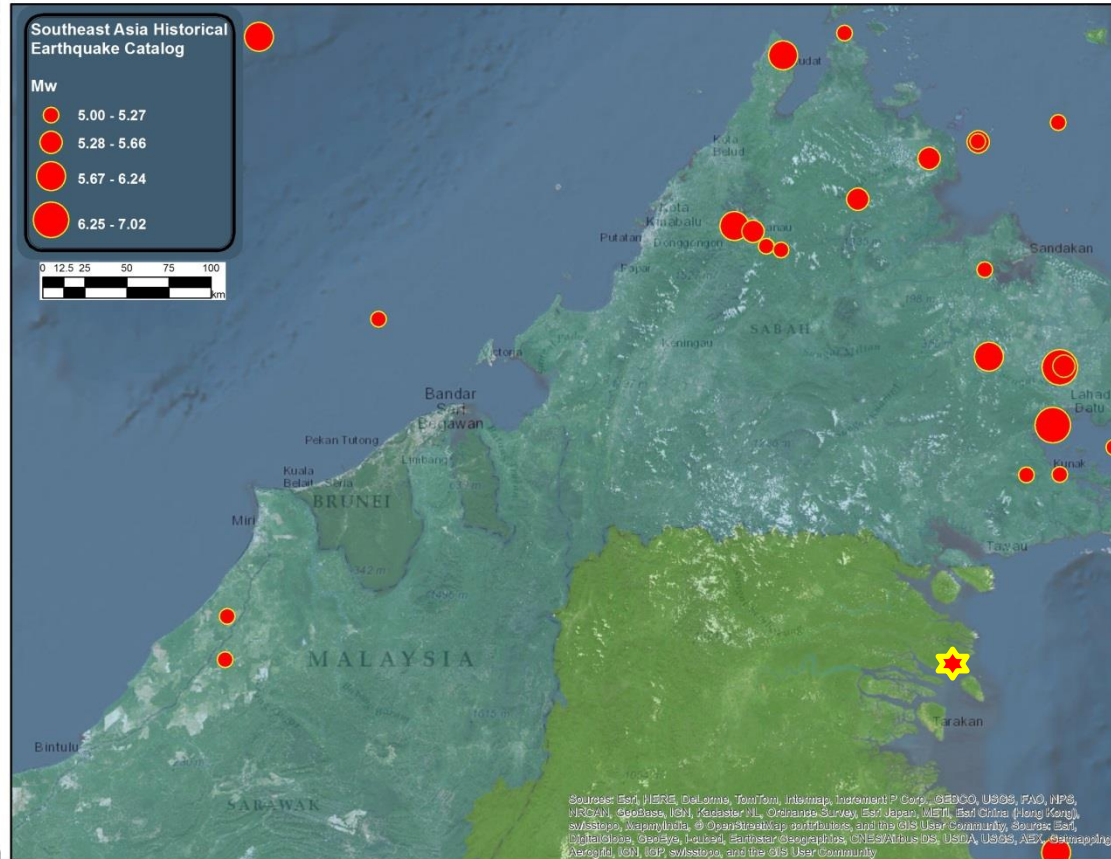 Southeast Asia Historical
Earthquake Catalog
Mw
5.00 - 5.27
5.28 - 5.66
5.67 - 6.24
6.25 - 7.02
0 12.5 25 50 75 100
km
udat
Kota
Belud
Kota
Kinabalu
anau
Putatan
Donggongon
Papar
Sandakan
SABAH
Keningau
Victoria
Lahad
Datu
Bandar
Seri
Begawan
Pekan Tutong
Limbang
Kuala
Belait
Seria
Kunak
BRUNEI
Miri
Tawau
342 m
MALAYSIA
Tarakan
Bintulu
SARAWAK
Sources: Esri, HERE, DeLorme, TomTom, Intermap, increment P Corp., GEBCO, USGS, FAO, NPS,
NRCAN, GeoBase, IGN, Kadaster NL, Ordnance Survey, Esri Japan, METI, Esri China (Hong Kong),
swisstopo, MapmyIndia, © OpenStreetMap contributors, and the GIS User Community, Source: Esri,
DigitalGlobe, GeoEye, i-cubed, Earthstar Geographics, CNES/Airbus DS, USDA, USGS, AEX, Getmapping,
Aerogrid, IGN, IGP, swisstopo, and the GIS User Community